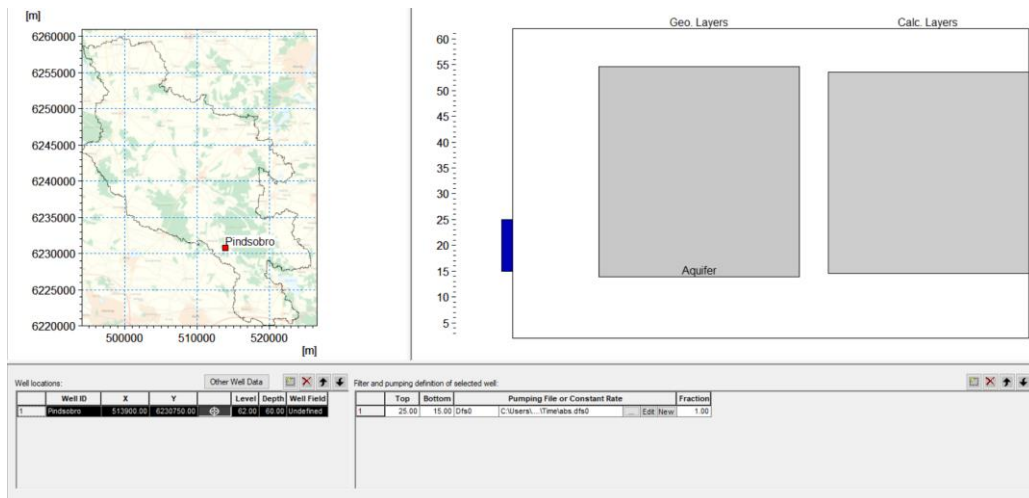 [m]
6260000
6255000
6250000
6245000
6240000
6235000
6230000
6225000
6220000
Pindsobro
500000 510000 520000
[m]
Geo. Layers Calc. Layers
60
55
50
45
40
35
30
25
20
15
10
5
Aquifer
Well locations: Other Well Data
Well ID X Y Level Depth Well Field
1 Pindsobro 513900.00 6230750.00 62.00 60.00 Undefined
Filter and pumping definition of selected well:
Top Bottom Pumping File or Constant Rate Fraction
1 25.00 15.00 Dfs0 C:\Users\...\Time\abs.dfs0 ... Edit New 1.00